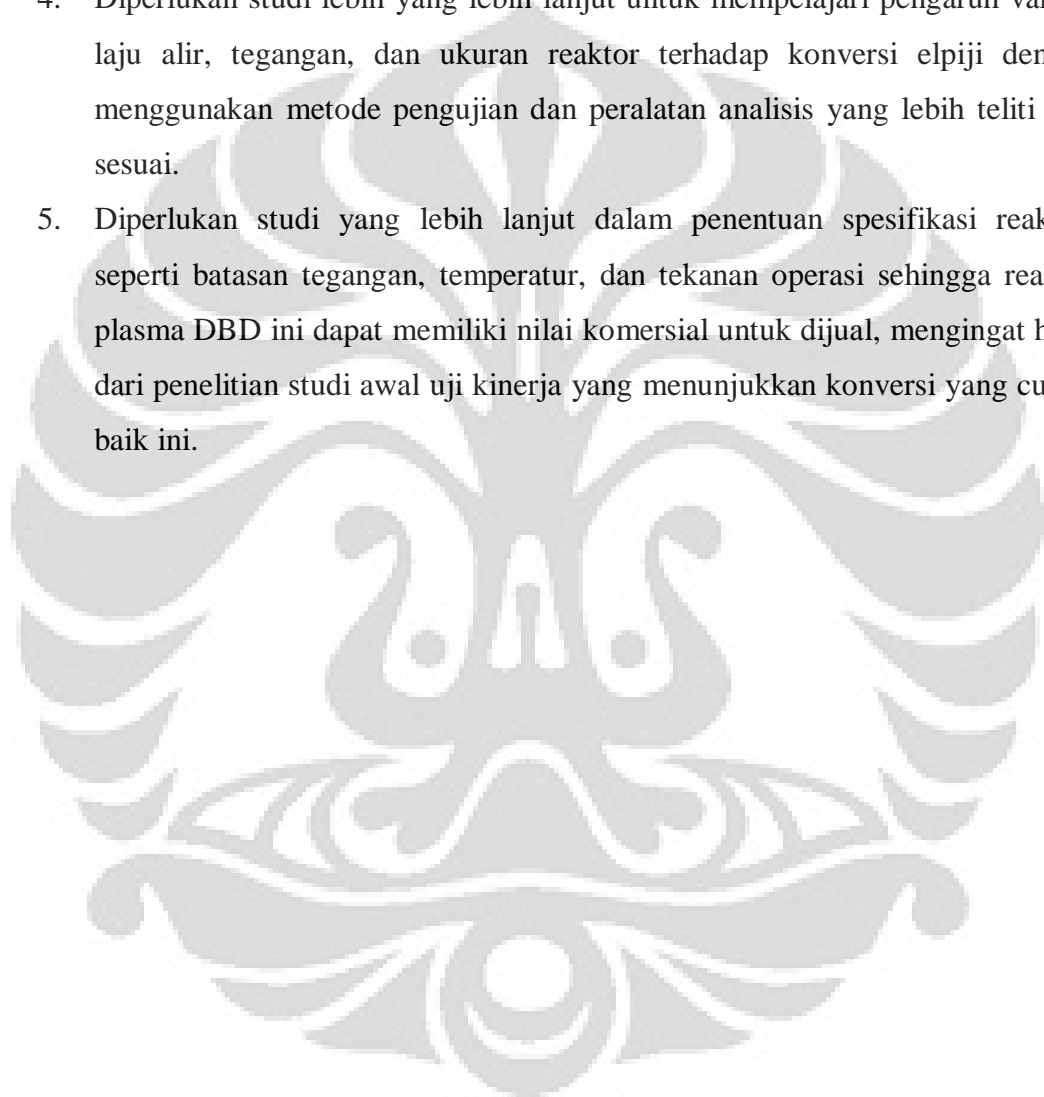 4. Diperlukan studi lebih yang lebih lanjut untuk mempelajari pengaruh
laju alir, tegangan, dan ukuran reaktor terhadap konversi elpiji
menggunakan metode pengujian dan peralatan analisis yang lebih teliti
sesuai.
5. Diperlukan studi yang lebih lanjut dalam penentuan spesifikasi
seperti batasan tegangan, temperatur, dan tekanan operasi sehingga
plasma DBD ini dapat memiliki nilai komersial untuk dijual, mengingat
dari penelitian studi awal uji kinerja yang menunjukkan konversi yang
baik ini.